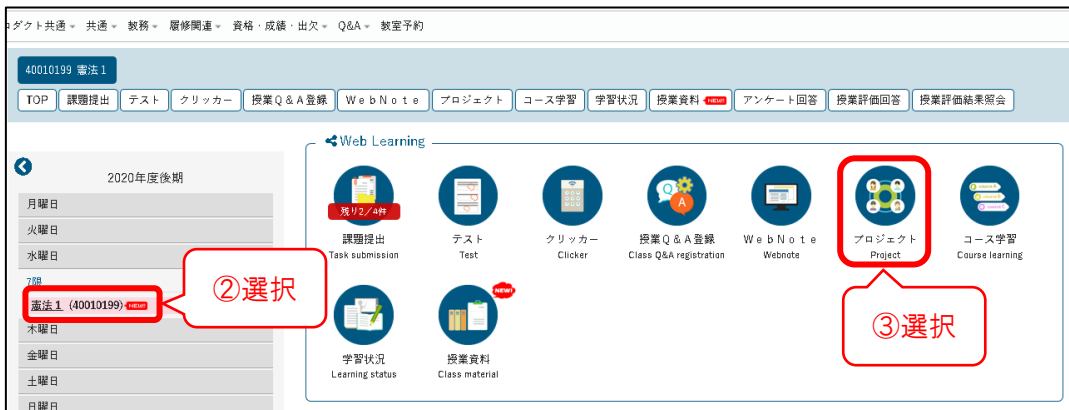 ロダクト共通 共通 教務 履修関連 資格・成績・出欠 Q&A 教室予約
40010199 憲法1
TOP 課題提出 テスト クリッカー 授業Q&A登録 WebNote プロジェクト コース学習 学習状況 授業資料 NEW! アンケート回答 授業評価回答 授業評価結果照会
Web Learning
2020年度後期
月曜日
火曜日
水曜日
7限
憲法1 (40010199) NEW!
木曜日
金曜日
土曜日
日曜日
②選択
残り2/4件
課題提出
Task submission
テスト
Test
クリッカー
Clicker
授業Q&A登録
Class Q&A registration
WebNote
Webnote
プロジェクト
Project
コース学習
Course learning
③選択
学習状況
Learning status
NEW!
授業資料
Class material